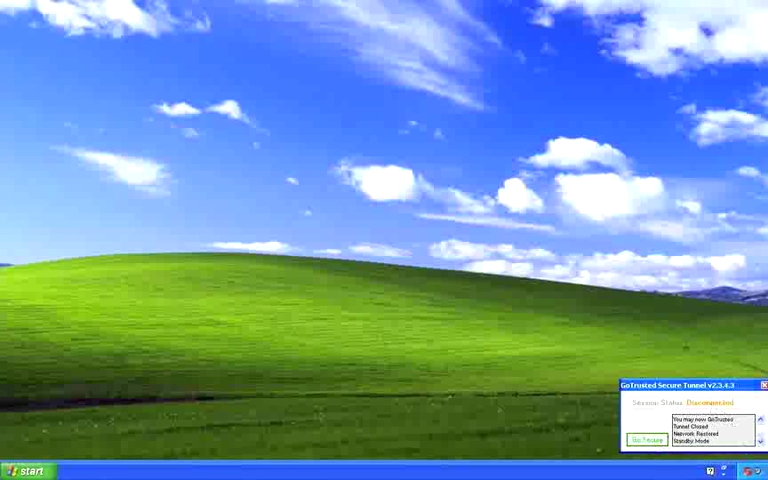 GoTrusted Secure Tunnel v2.3.4.3
Session Status: Disconnected
You may now GoTrusted
Tunnel Closed
Network Restored
Standby Mode
Go Secure
start